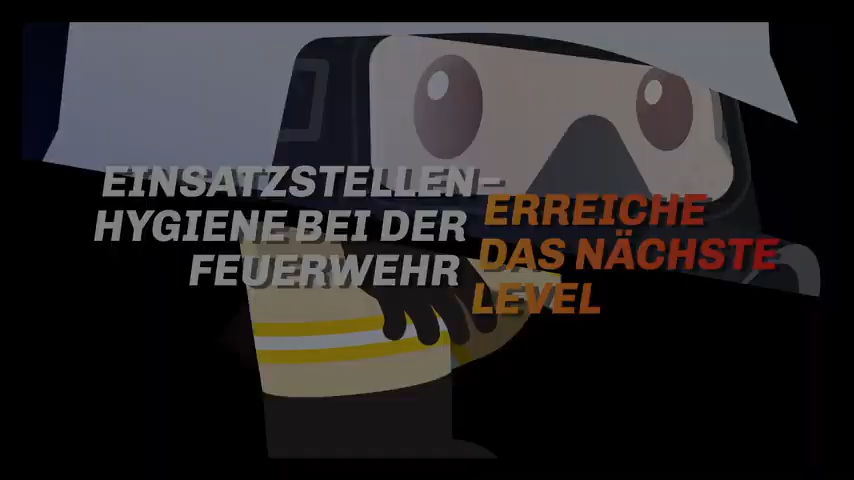 EINSATZSTELLEN-
HYGIENE BEI DER
FEUERWEHR
ERREICHE
DAS NÄCHSTE
LEVEL